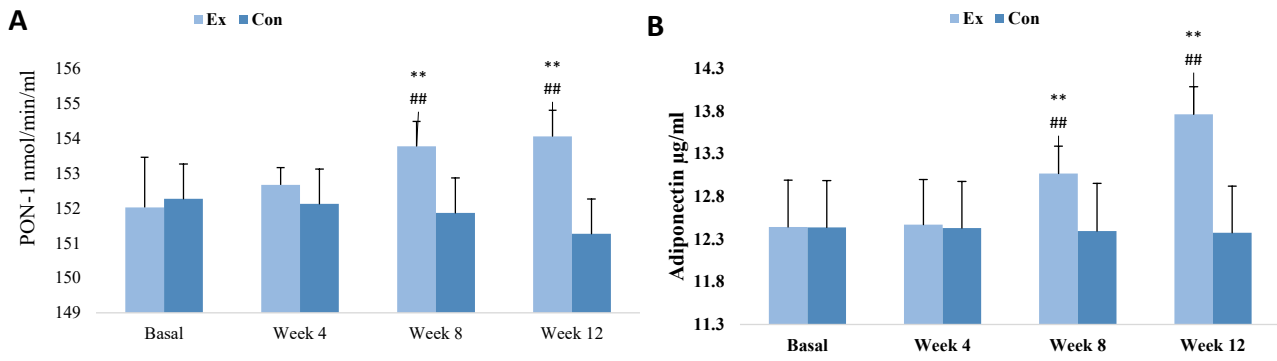 A
Ex Con
PON-1 nmol/min/ml
156
155
154
153
152
151
150
149
**
##
**
##
Basal Week 4 Week 8 Week 12
B
Ex Con
Adiponectin µg/ml
14.3
13.8
13.3
12.8
12.3
11.8
11.3
**
##
**
##
Basal Week 4 Week 8 Week 12